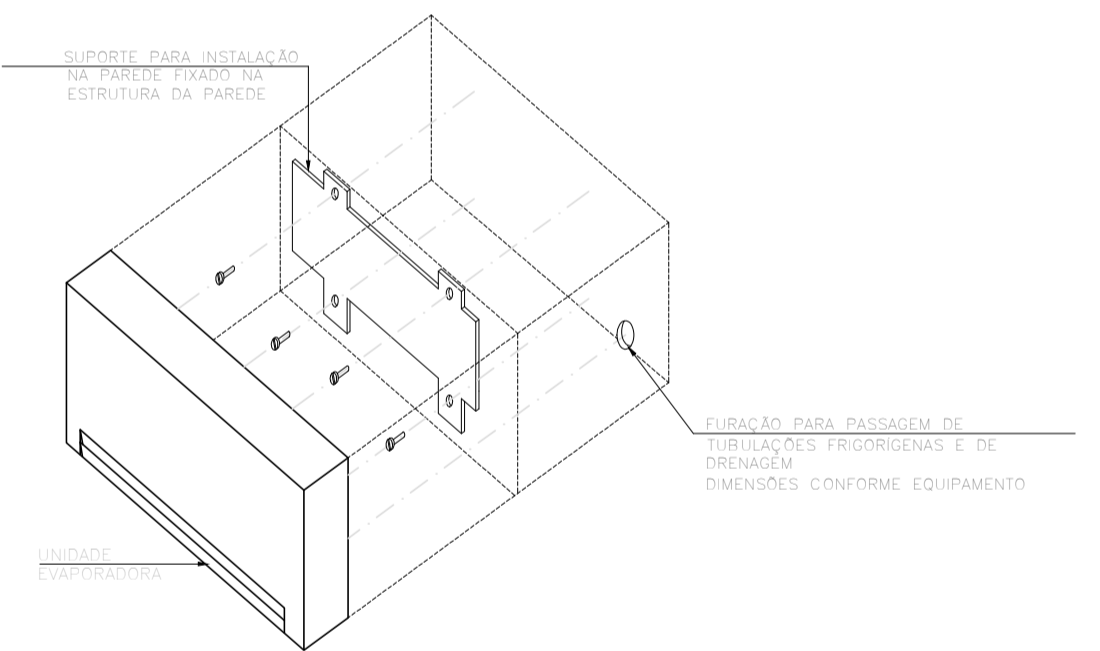 SUPORTE PARA INSTALAÇÃO
NA PAREDE FIXADO NA
ESTRUTURA DA PAREDE
FURAÇÃO PARA PASSAGEM DE
TUBULAÇÕES FRIGORÍGENAS E DE
DRENAGEM
DIMENSÕES CONFORME EQUIPAMENTO
UNIDADE
EVAPORADORA